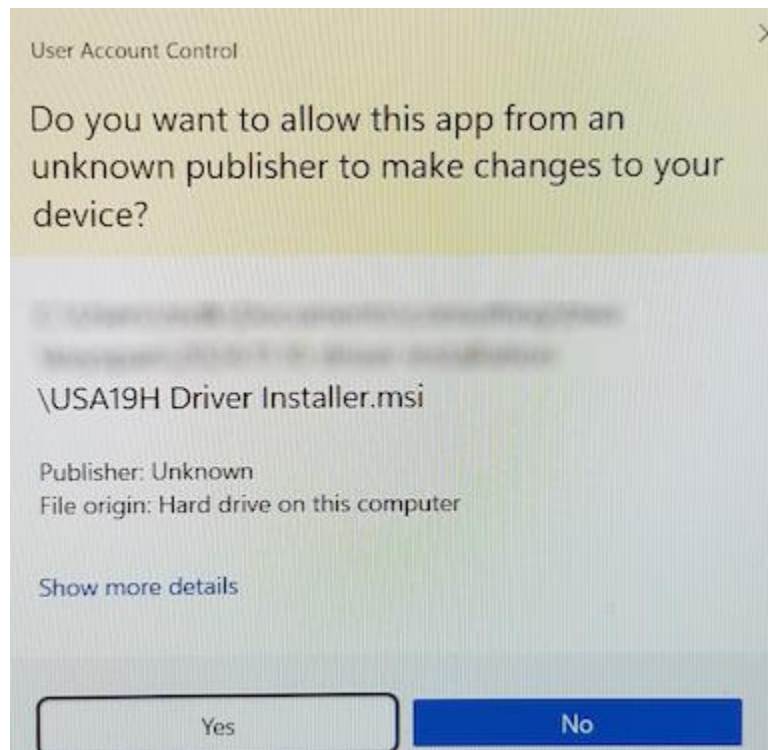 User Account Control
Do you want to allow this app from an
unknown publisher to make changes to your
device?
\USA19H Driver Installer.msi
Publisher: Unknown
File origin: Hard drive on this computer
Show more details
Yes
No